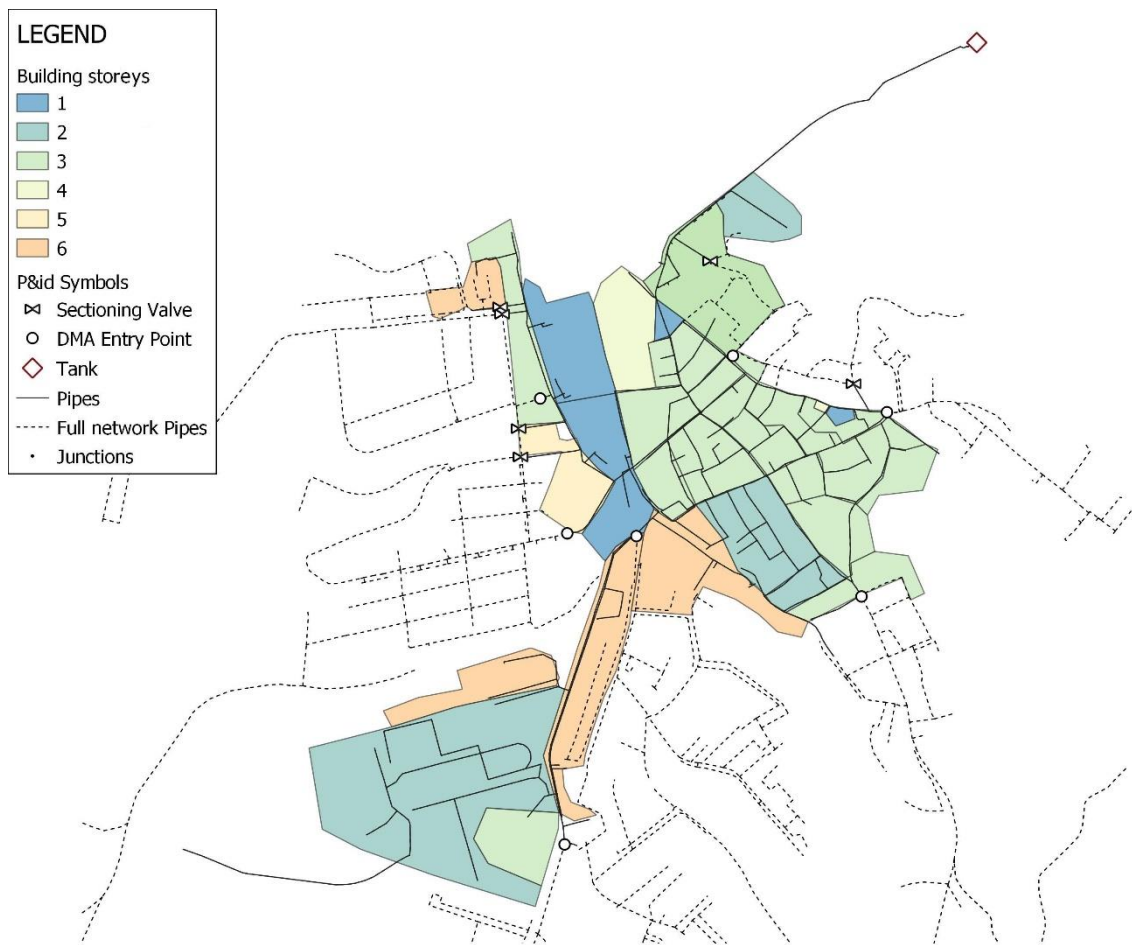 LEGEND
Building storeys
1
2
3
4
5
6
P&id Symbols
Sectioning Valve
DMA Entry Point
Tank
Pipes
Full network Pipes
Junctions